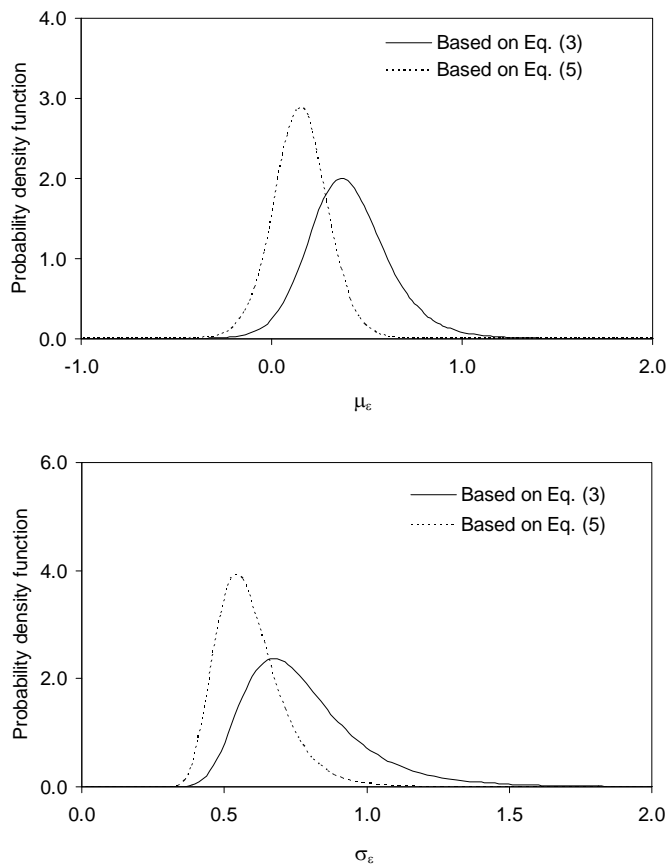 4.0
Based on Eq. (3)
Based on Eq. (5)
3.0
2.0
1.0
0.0
Probability density function
-1.0 0.0 1.0 2.0
με
6.0
Based on Eq. (3)
Based on Eq. (5)
4.0
2.0
0.0
Probability density function
0.0 0.5 1.0 1.5 2.0
σε